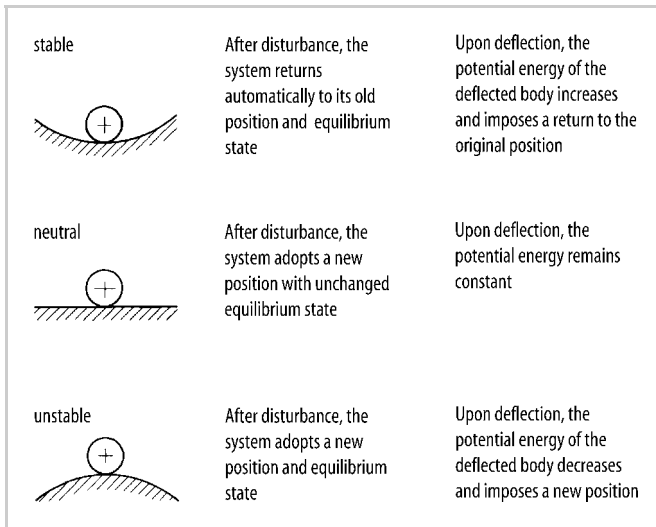 stable
After disturbance, the
system returns
automatically to its old
position and equilibrium
state
Upon deflection, the
potential energy of the
deflected body increases
and imposes a return to the
original position
neutral
After disturbance, the
system adopts a new
position with unchanged
equilibrium state
Upon deflection, the
potential energy remains
constant
unstable
After disturbance, the
system adopts a new
position and equilibrium
state
Upon deflection, the
potential energy of the
deflected body decreases
and imposes a new position